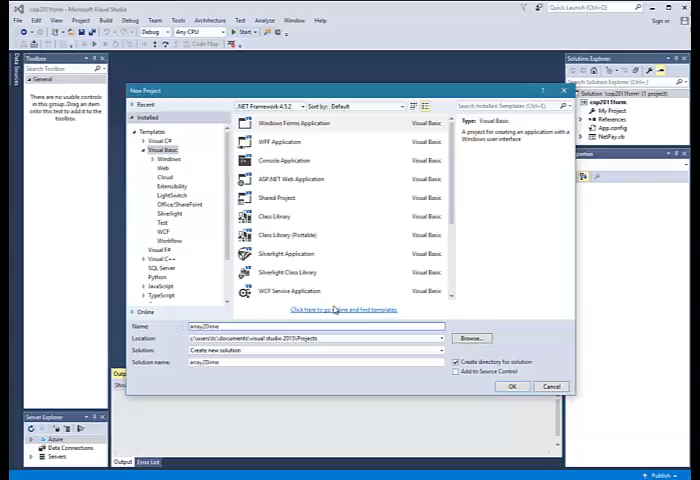 cop2011form - Microsoft Visual Studio
Quick Launch (Ctrl+Q)
File Edit View Project Build Debug Team Tools Architecture Test Analyze Window Help
Sign in
Debug Any CPU Start
Code Map
Data Sources
Toolbox
Search Toolbox
General
There are no usable controls
in this group. Drag an item
onto this text to add it to the
toolbox.
New Project
Recent
Installed
Templates
Visual C#
Visual Basic
Windows
Web
Cloud
Extensibility
LightSwitch
Office/SharePoint
Silverlight
Test
WCF
Workflow
Visual F#
Visual C++
SQL Server
Python
JavaScript
TypeScript
Online
.NET Framework 4.5.2 Sort by: Default
Search Installed Templates (Ctrl+E)
Windows Forms Application Visual Basic
WPF Application Visual Basic
Console Application Visual Basic
ASP.NET Web Application Visual Basic
Shared Project Visual Basic
Class Library Visual Basic
Class Library (Portable) Visual Basic
Silverlight Application Visual Basic
Silverlight Class Library Visual Basic
WCF Service Application Visual Basic
Click here to go online and find templates.
Type: Visual Basic
A project for creating an application with a
Windows user interface
Name: array2Dime
Location: c:\users\tc\documents\visual studio 2015\Projects
Browse...
Solution: Create new solution
Solution name: array2Dime
Create directory for solution
Add to Source Control
OK Cancel
Solution Explorer
Search Solution Explorer (Ctrl+;)
Solution 'cop2011form' (1 project)
cop2011form
My Project
References
App.config
NetPay.vb
Properties
Output
Server Explorer
Azure
Data Connections
Servers
Output Error List
Publish